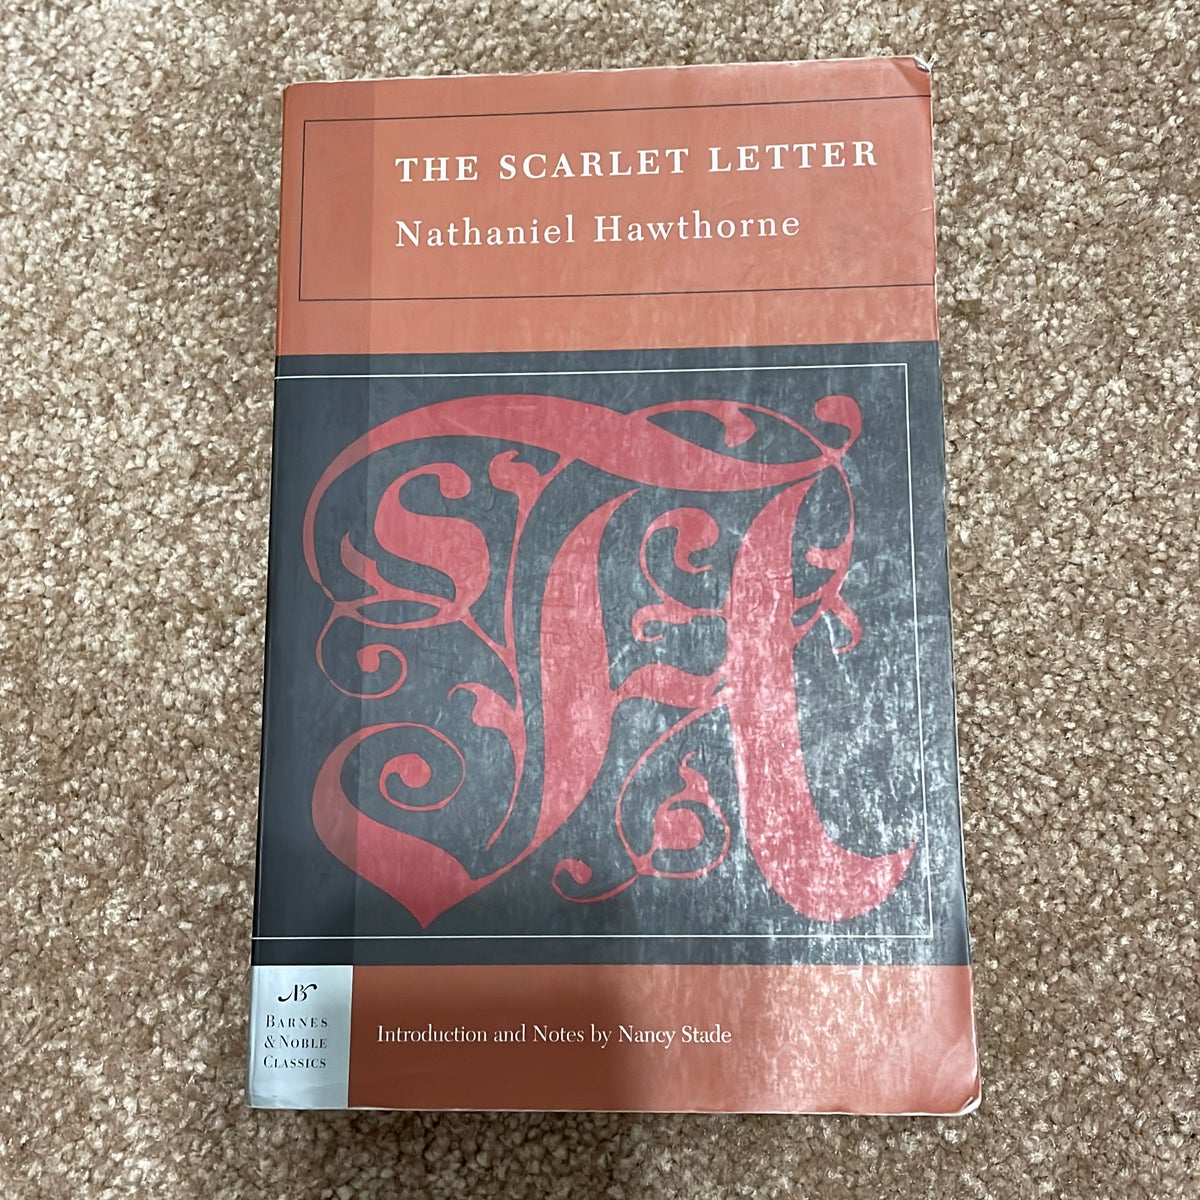 THE SCARLET LETTER
Nathaniel Hawthorne
A
BARNES
& NOBLE
CLASSICS
Introduction and Notes by Nancy Stade